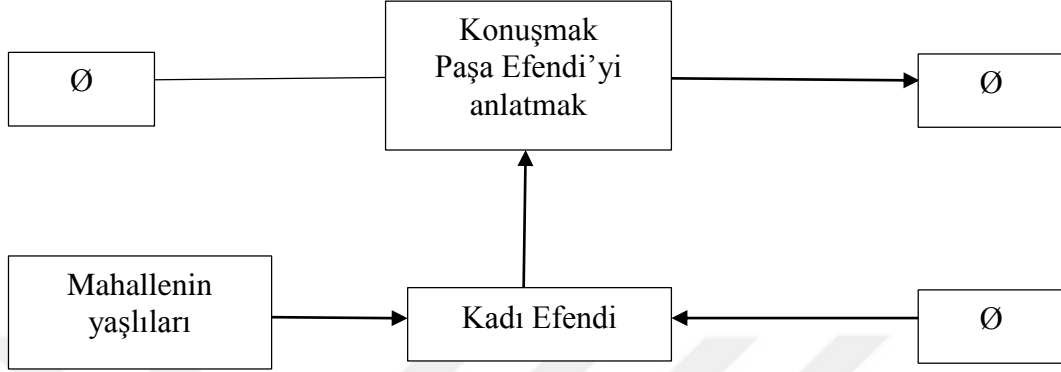 Ø
Konuşmak
Paşa Efendi’yi
anlatmak
Ø
Mahallenin
yaşlıları
Kadı Efendi
Ø